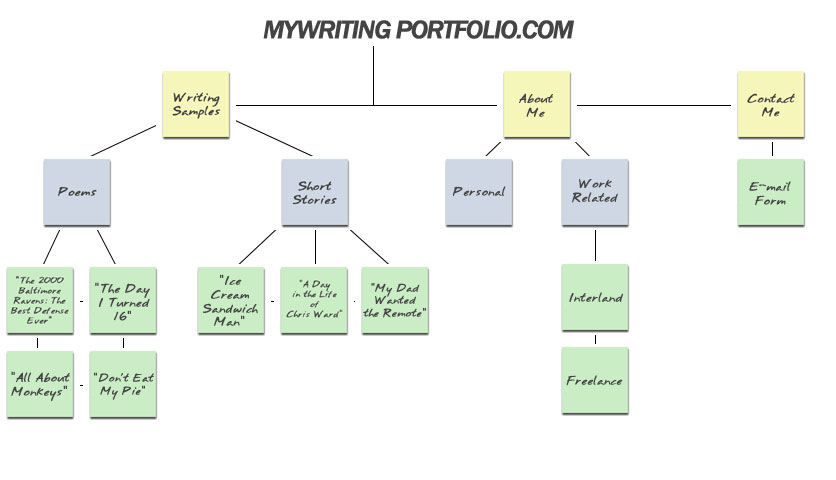 MYWRITING PORTFOLIO.COM
Writing
Samples
About
Me
Contact
Me
Poems
Short
Stories
Personal
Work
Related
E-mail
Form
"The 2000
Baltimore
Ravens: The
Best Defense
Ever"
"The Day
I Turned
16"
"Ice
Cream
Sandwich
Man"
"A Day
in the Life
of
Chris Ward"
"My Dad
Wanted
the Remote"
Interland
"All About
Monkeys"
"Don't Eat
My Pie"
Freelance